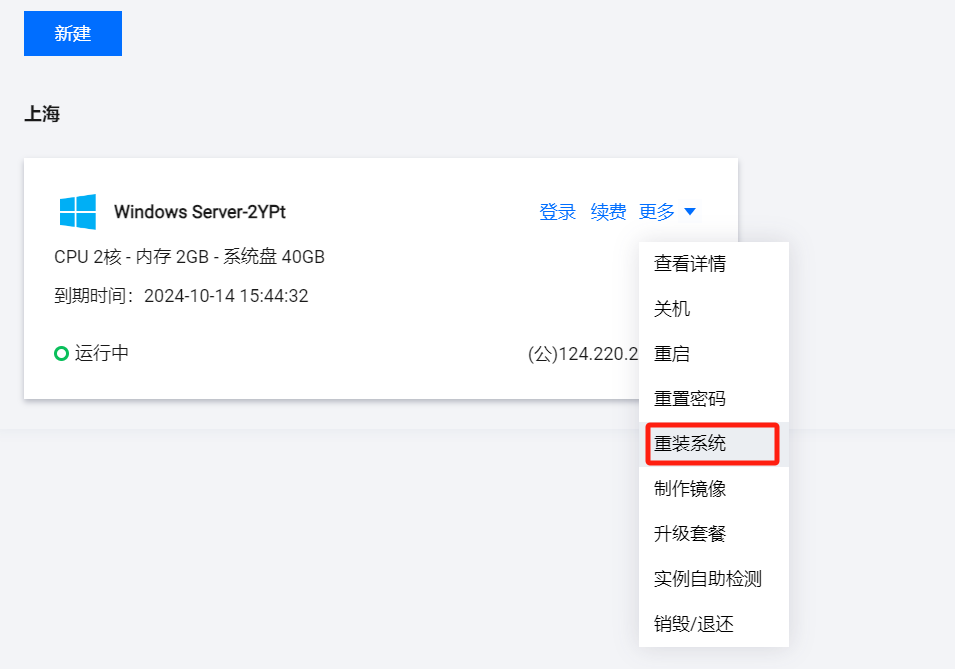 新建
上海
Windows Server-2YPt
登录 续费 更多
CPU 2核 - 内存 2GB - 系统盘 40GB
到期时间：2024-10-14 15:44:32
运行中
(公)124.220.2
查看详情
关机
重启
重置密码
重装系统
制作镜像
升级套餐
实例自助检测
销毁/退还